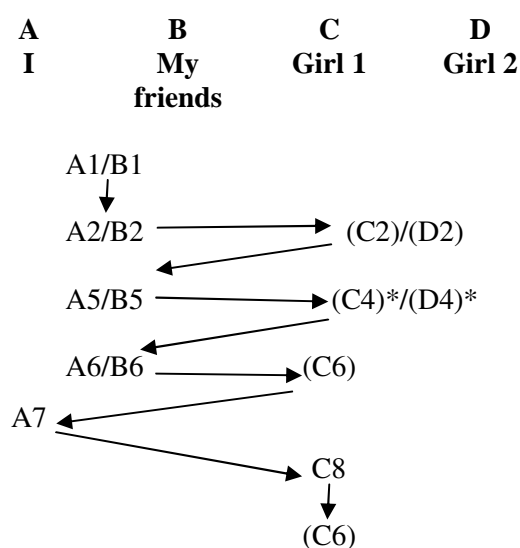 A B C D
I My Girl 1 Girl 2
friends
A1/B1
A2/B2 (C2)/(D2)
A5/B5 (C4)*/(D4)*
A6/B6 (C6)
A7
C8
(C6)